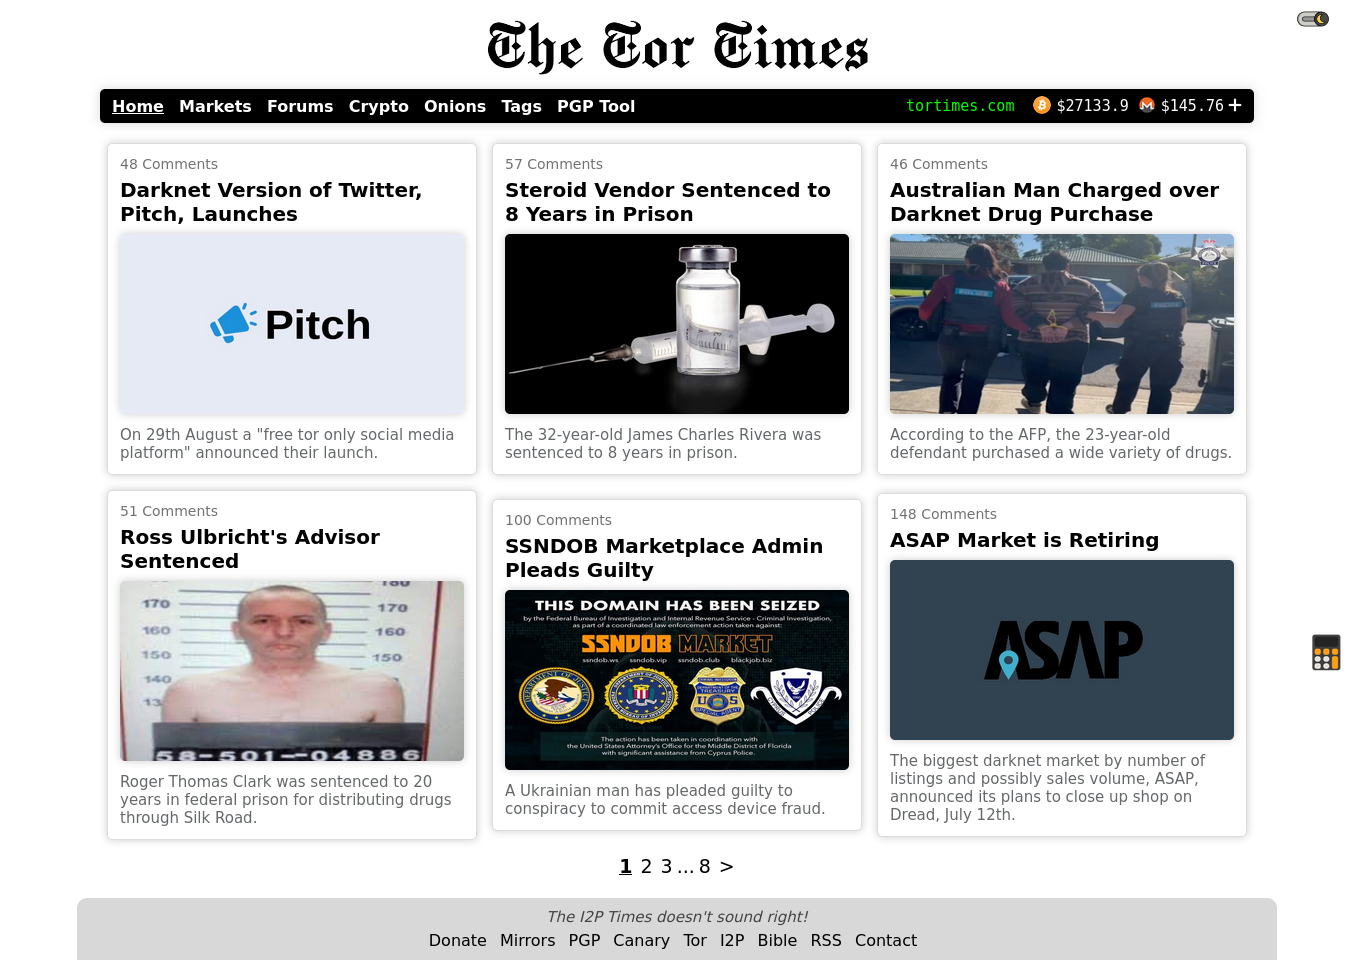 The Tor Times
Home Markets Forums Crypto Onions Tags PGP Tool tortimes.com $27133.9 $145.76 +
48 Comments
Darknet Version of Twitter,
Pitch, Launches
Pitch
On 29th August a "free tor only social media
platform" announced their launch.
57 Comments
Steroid Vendor Sentenced to
8 Years in Prison
The 32-year-old James Charles Rivera was
sentenced to 8 years in prison.
46 Comments
Australian Man Charged over
Darknet Drug Purchase
According to the AFP, the 23-year-old
defendant purchased a wide variety of drugs.
51 Comments
Ross Ulbricht's Advisor
Sentenced
180
170 170
160 160
150 150
140
13
58-501-04886
Roger Thomas Clark was sentenced to 20
years in federal prison for distributing drugs
through Silk Road.
100 Comments
SSNDOB Marketplace Admin
Pleads Guilty
THIS DOMAIN HAS BEEN SEIZED
by the Federal Bureau of Investigation and Internal Revenue Service - Criminal Investigation,
as part of a coordinated law enforcement action taken against:
SSNDOB MARKET
ssndob.ws ssndob.vip ssndob.club blackjob.biz
The action has been taken in coordination with
the United States Attorney's Office for the Middle District of Florida
with significant assistance from Cyprus Police.
A Ukrainian man has pleaded guilty to
conspiracy to commit access device fraud.
148 Comments
ASAP Market is Retiring
ASAP
The biggest darknet market by number of
listings and possibly sales volume, ASAP,
announced its plans to close up shop on
Dread, July 12th.
1 2 3 ... 8 >
The I2P Times doesn't sound right!
Donate Mirrors PGP Canary Tor I2P Bible RSS Contact